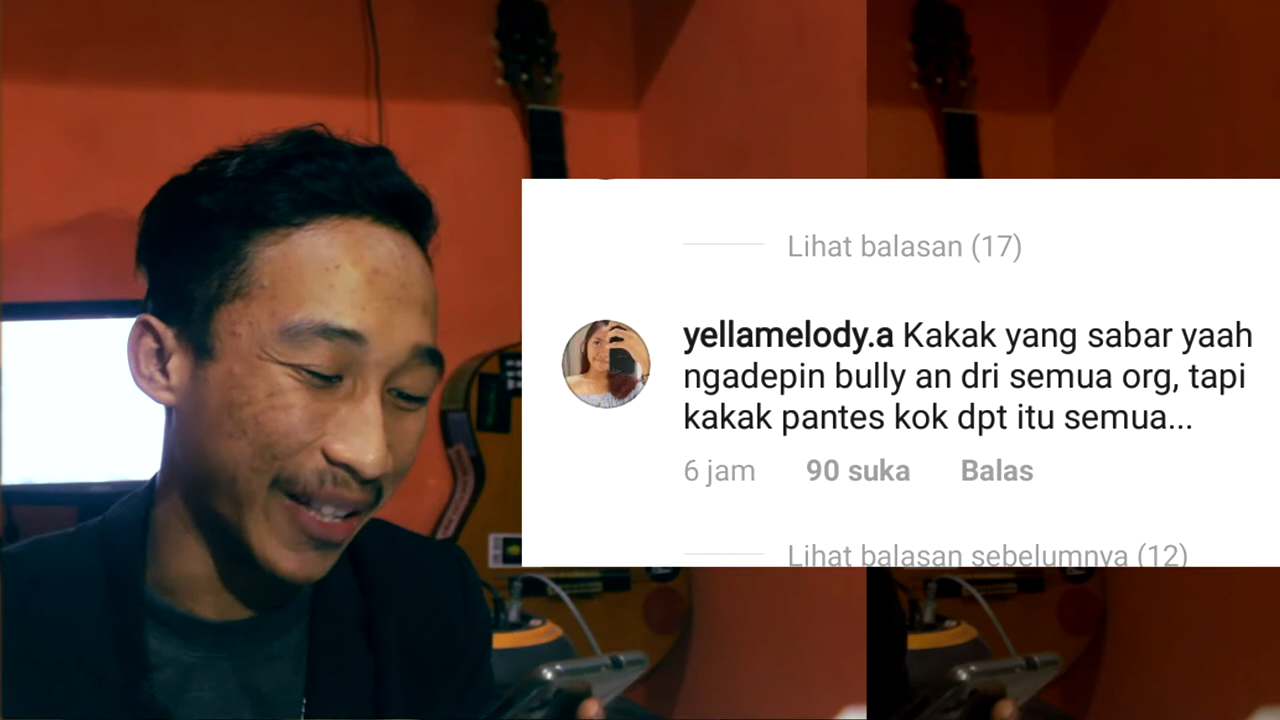 Lihat balasan (17)
yellamelody.a Kakak yang sabar yaah
ngadepin bully an dri semua org, tapi
kakak pantes kok dpt itu semua...
6 jam 90 suka Balas
Lihat balasan sebelumnya (12)